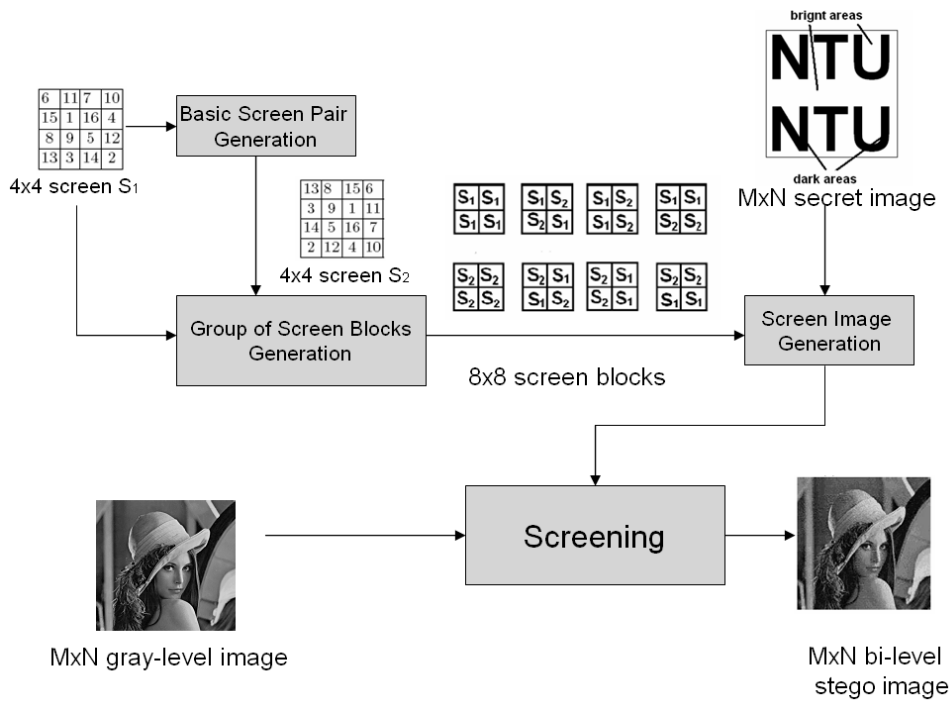 brignt areas
NTU
NTU
dark areas
MxN secret image
6 11 7 10
15 1 16 4
8 9 5 12
13 3 14 2
4x4 screen S1
Basic Screen Pair
Generation
13 8 15 6
3 9 1 11
14 5 16 7
2 12 4 10
4x4 screen S2
S1 S1
S1 S1
S1 S2
S2 S1
S1 S2
S1 S2
S1 S1
S2 S2
S2 S2
S2 S2
S2 S1
S1 S2
S2 S1
S2 S1
S2 S2
S1 S1
Group of Screen Blocks
Generation
8x8 screen blocks
Screen Image
Generation
Screening
MxN gray-level image
MxN bi-level
stego image